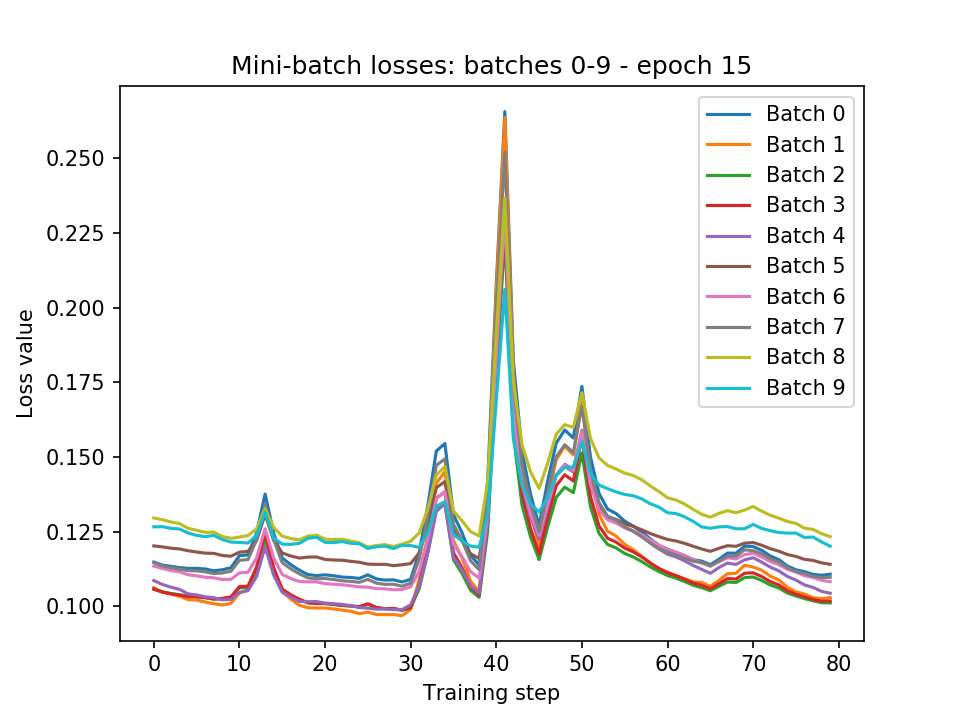 Mini-batch losses: batches 0-9 - epoch 15
Batch 0
Batch 1
Batch 2
Batch 3
Batch 4
Batch 5
Batch 6
Batch 7
Batch 8
Batch 9
Loss value
0.250
0.225
0.200
0.175
0.150
0.125
0.100
0 10 20 30 40 50 60 70 80
Training step